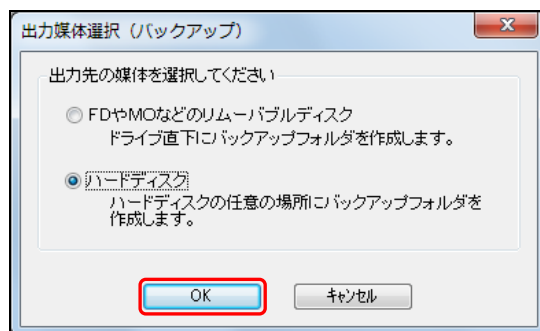 出力媒体選択（バックアップ）
出力先の媒体を選択してください
FDやMOなどのリムーバブルディスク
ドライブ直下にバックアップフォルダを作成します。
ハードディスク
ハードディスクの任意の場所にバックアップフォルダを
作成します。
OK
キャンセル